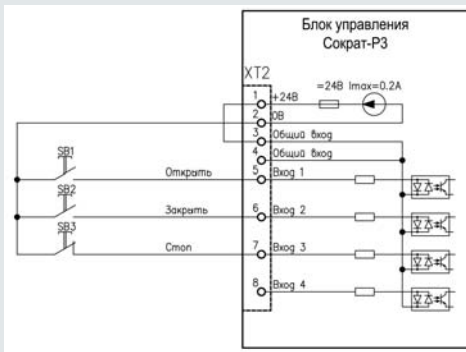 Блок управления
Сократ-Р3
XT2
=24В Imax=0.2А
1 +24В
2 0В
3 Общий вход
4 Общий вход
SB1 Открыть 5 Вход 1
SB2 Закрыть 6 Вход 2
SB3 Стоп 7 Вход 3
8 Вход 4